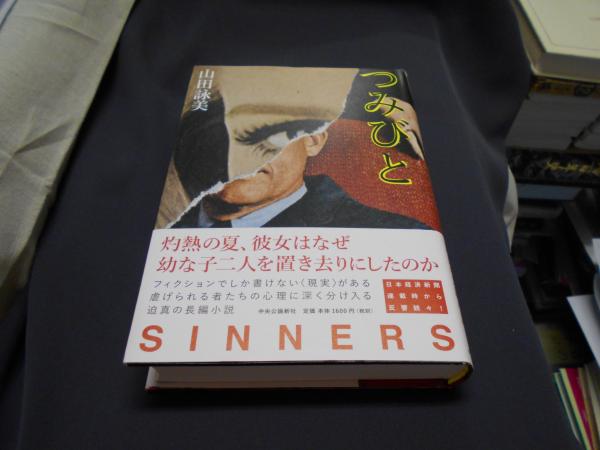 つみびと
山田詠美
灼熱の夏、彼女はなぜ
幼な子二人を置き去りにしたのか
フィクションでしか書けない〈現実〉がある
虐げられる者たちの心理に深く分け入る
迫真の長編小説
中央公論新社 定価 本体1600円(税別)
日本経済新聞
連載時から
反響続々!
SINNERS